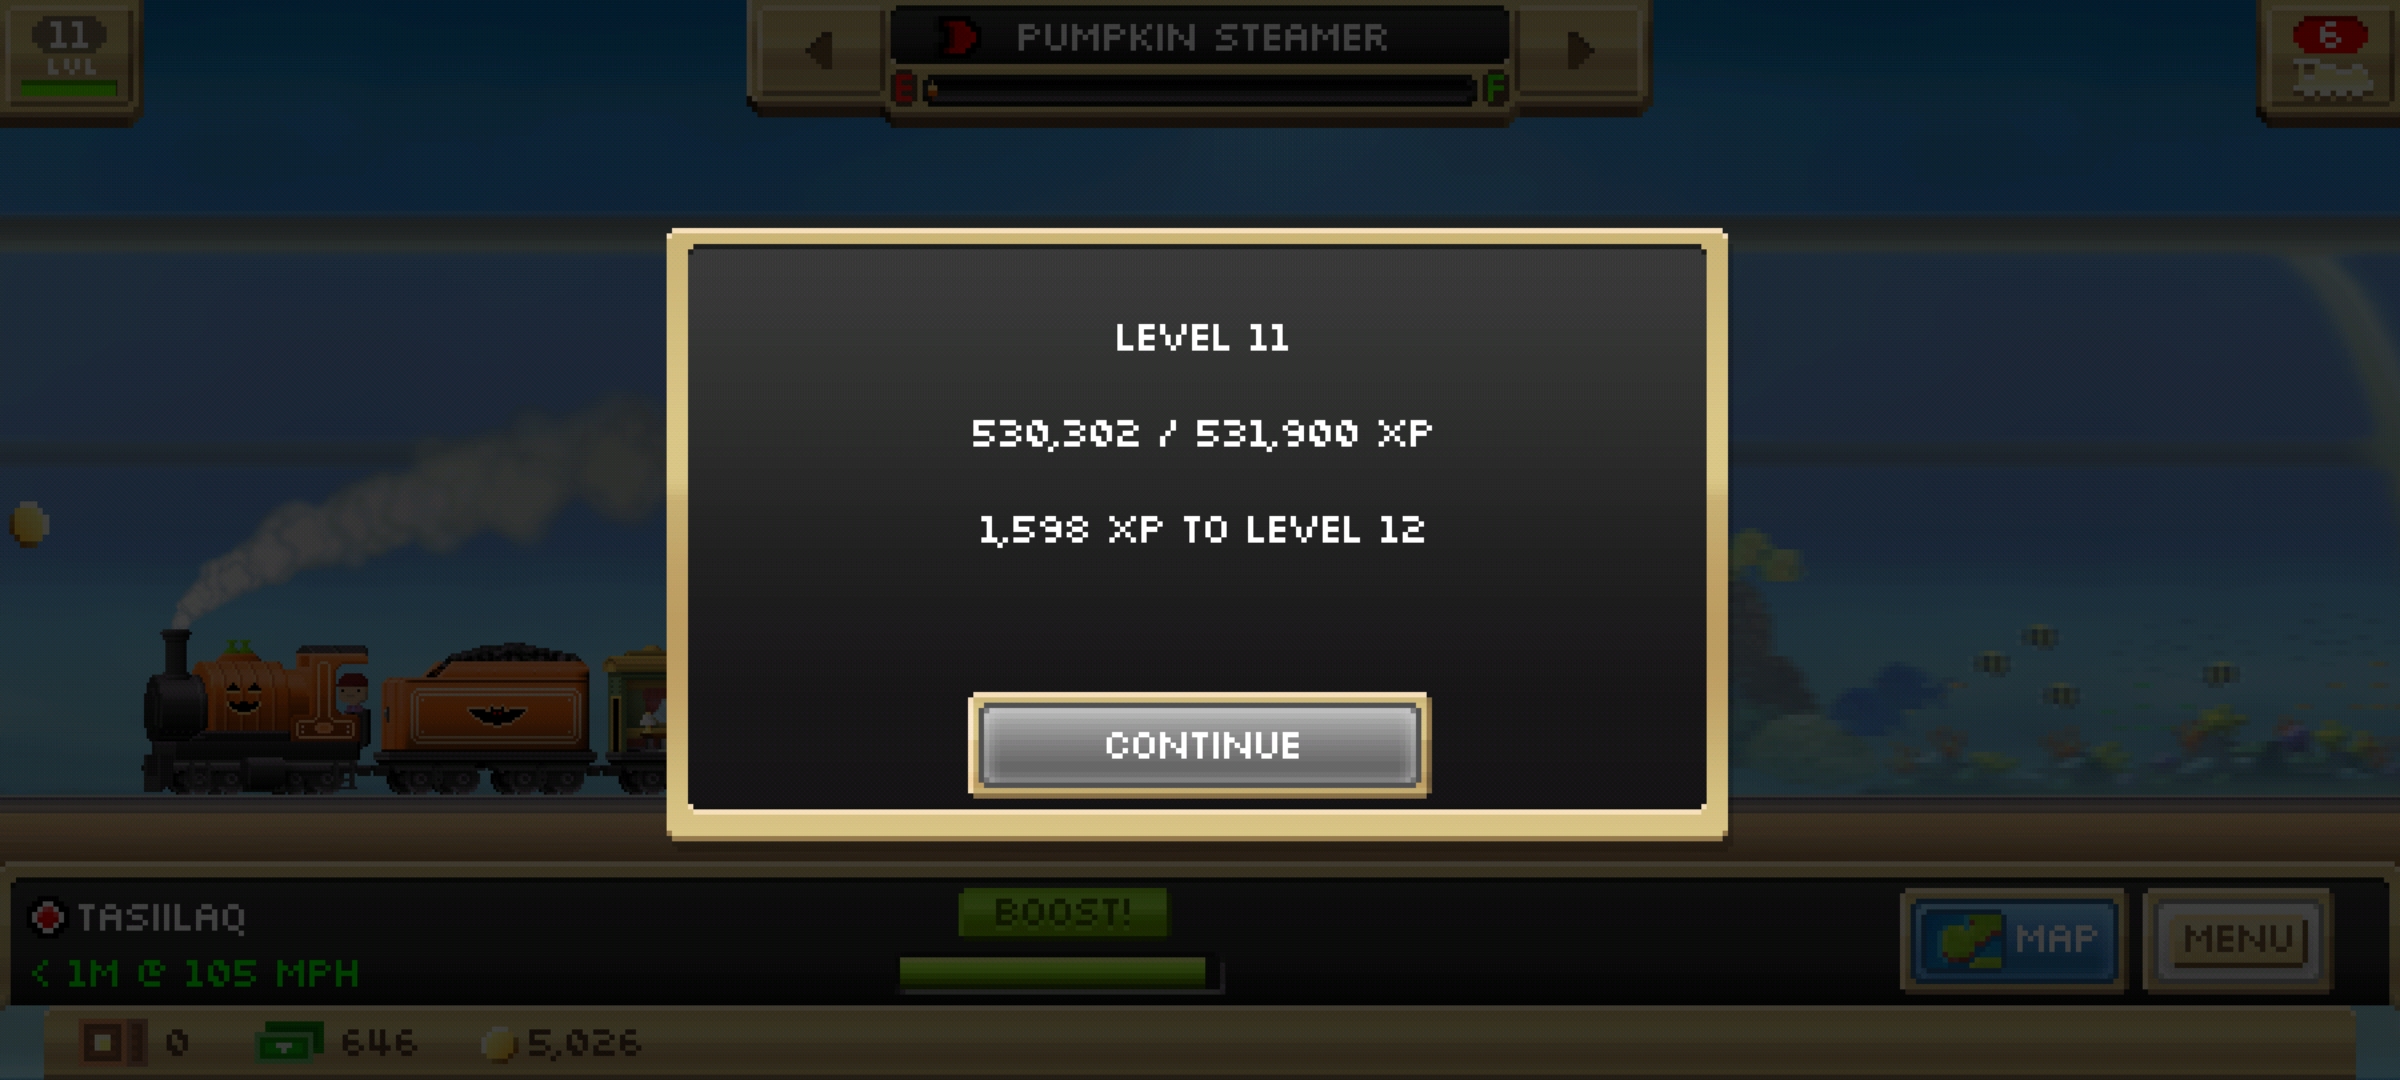 11
LVL
PUMPKIN STEAMER
E F
6
LEVEL 11
530,302 / 531,900 XP
1,598 XP TO LEVEL 12
CONTINUE
TASIILAQ
< 1M @ 105 MPH
BOOST!
MAP
MENU
0 646 5,026